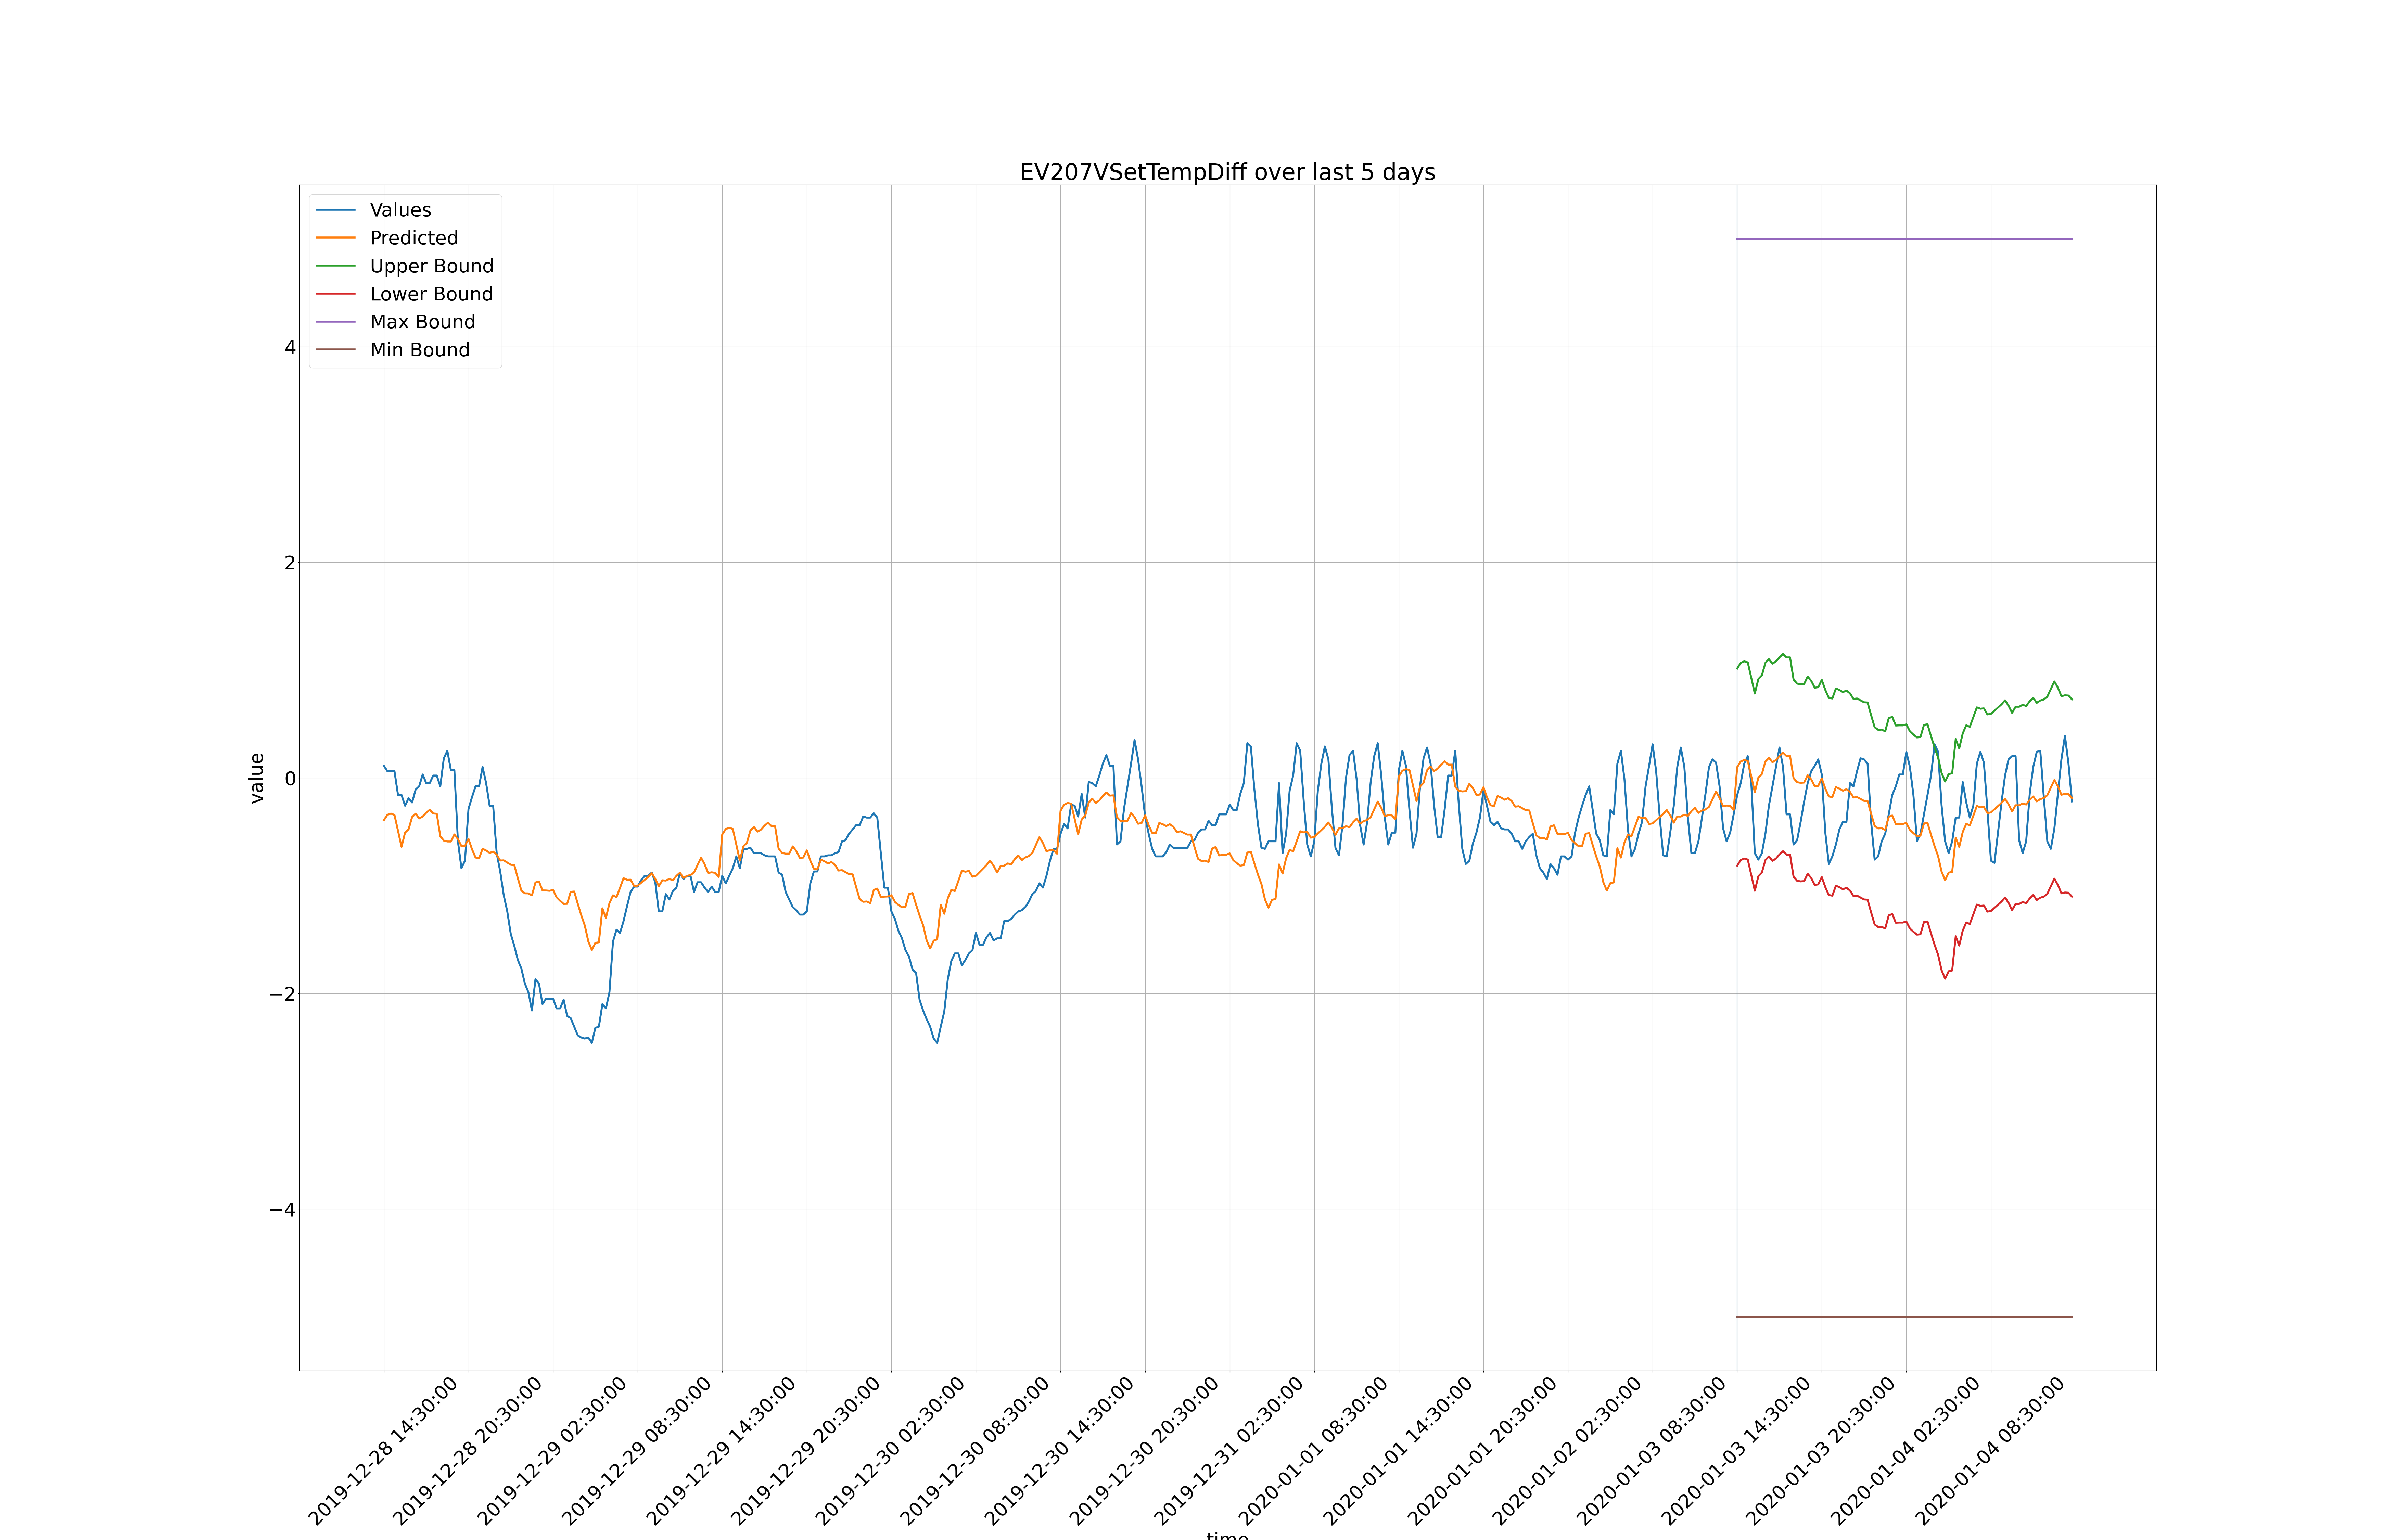 EV207VSetTempDiff over last 5 days
Values
Predicted
Upper Bound
Lower Bound
Max Bound
Min Bound
value
4
2
0
−2
−4
2019-12-28 14:30:00
2019-12-28 20:30:00
2019-12-29 02:30:00
2019-12-29 08:30:00
2019-12-29 14:30:00
2019-12-29 20:30:00
2019-12-30 02:30:00
2019-12-30 08:30:00
2019-12-30 14:30:00
2019-12-30 20:30:00
2019-12-31 02:30:00
2020-01-01 08:30:00
2020-01-01 14:30:00
2020-01-01 20:30:00
2020-01-02 02:30:00
2020-01-03 08:30:00
2020-01-03 14:30:00
2020-01-03 20:30:00
2020-01-04 02:30:00
2020-01-04 08:30:00
time